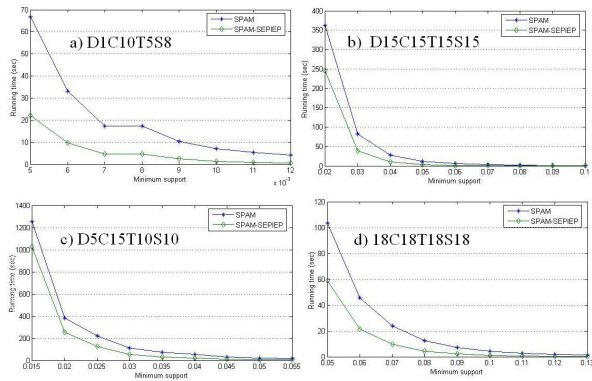 a) D1C10T5S8
SPAM
SPAM-SEPIEP
Running time (sec)
70
60
50
40
30
20
10
0
5 6 7 8 9 10 11 12
x 10⁻³
Minimum support
b) D15C15T15S15
SPAM
SPAM-SEPIEP
Running time (sec)
400
350
300
250
200
150
100
50
0
0.02 0.03 0.04 0.05 0.06 0.07 0.08 0.09 0.1
Minimum support
c) D5C15T10S10
SPAM
SPAM-SEPIEP
Running time (sec)
1400
1200
1000
800
600
400
200
0
0.015 0.02 0.025 0.03 0.035 0.04 0.045 0.05 0.055
Minimum support
d) 18C18T18S18
SPAM
SPAM-SEPIEP
Running time (sec)
120
100
80
60
40
20
0
0.05 0.06 0.07 0.08 0.09 0.1 0.11 0.12 0.13
Minimum support